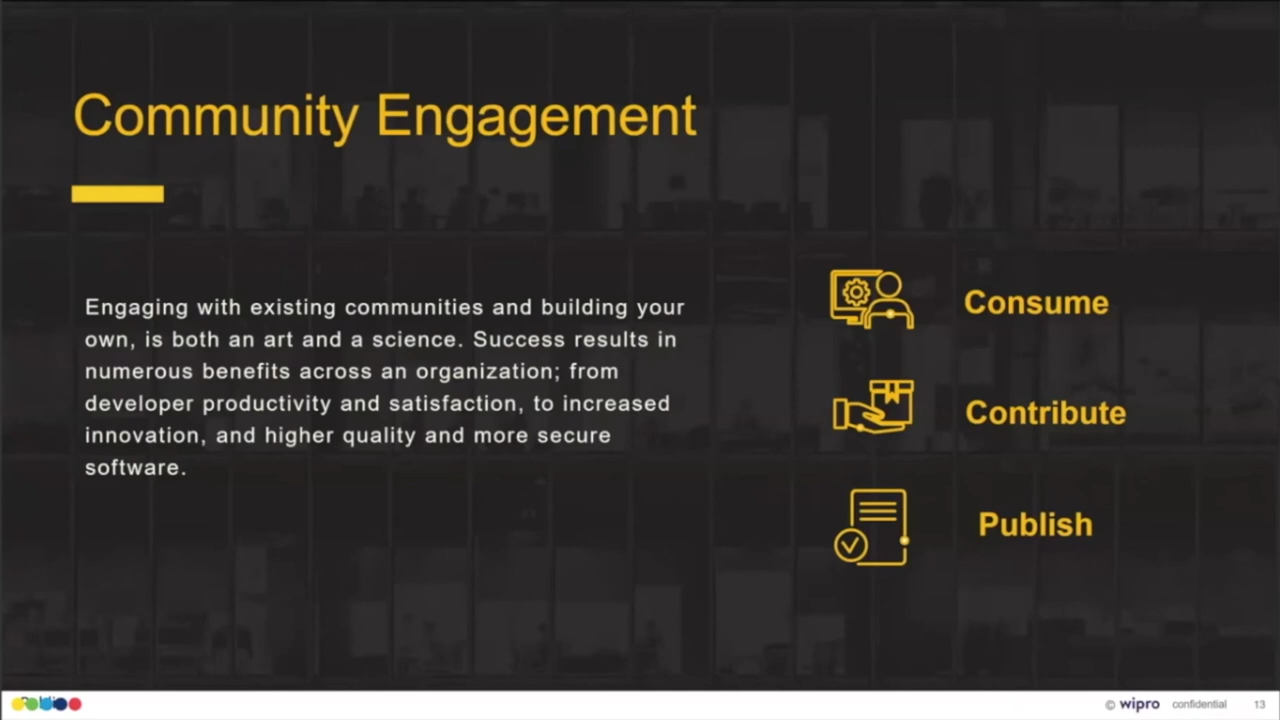 Community Engagement
Engaging with existing communities and building your
own, is both an art and a science. Success results in
numerous benefits across an organization; from
developer productivity and satisfaction, to increased
innovation, and higher quality and more secure
software.
Consume
Contribute
Publish
© wipro confidential 13